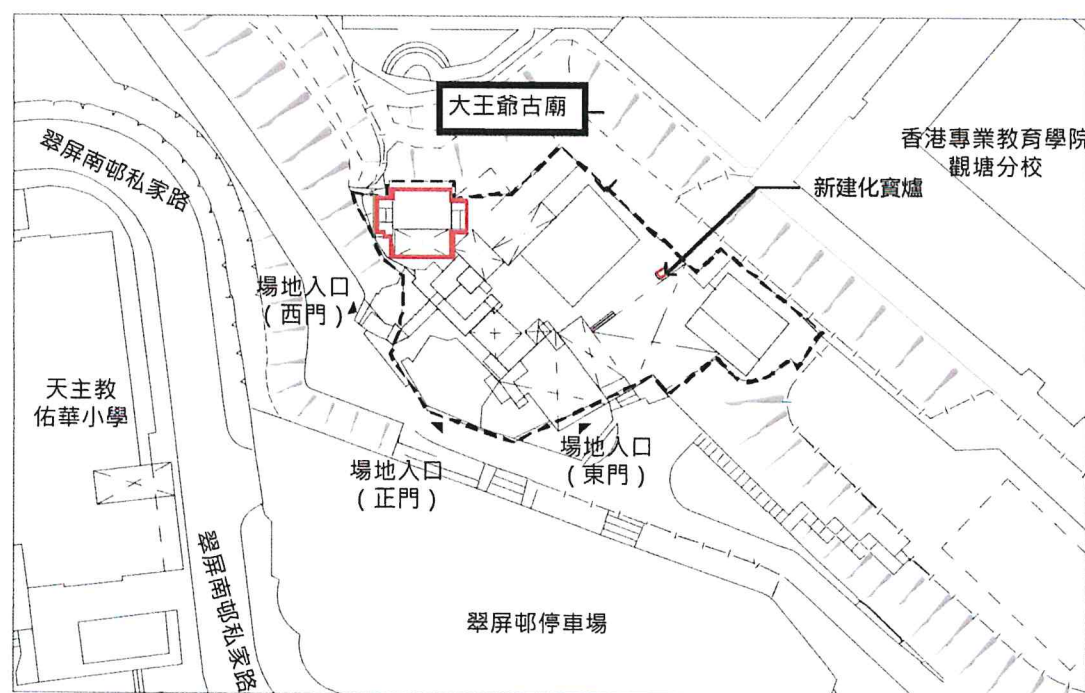 大王爺古廟
香港專業教育學院
觀塘分校
新建化寶爐
翠屏南邨私家路
場地入口
(西門)
天主教
佑華小學
場地入口
(正門)
場地入口
(東門)
翠屏南邨私家路
翠屏邨停車場